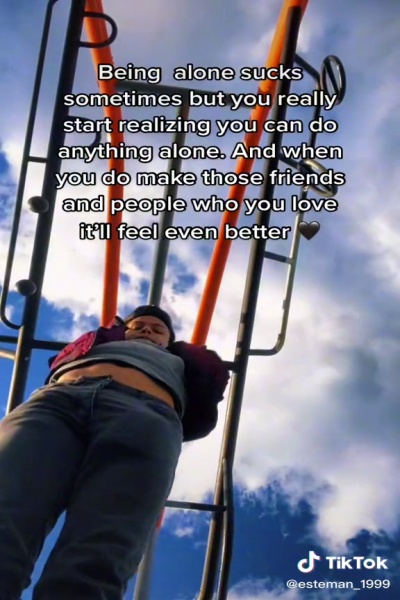 Being alone sucks
sometimes but you really
start realizing you can do
anything alone. And when
you do make those friends
and people who you love
it'll feel even better 🖤
TikTok
@esteman_1999